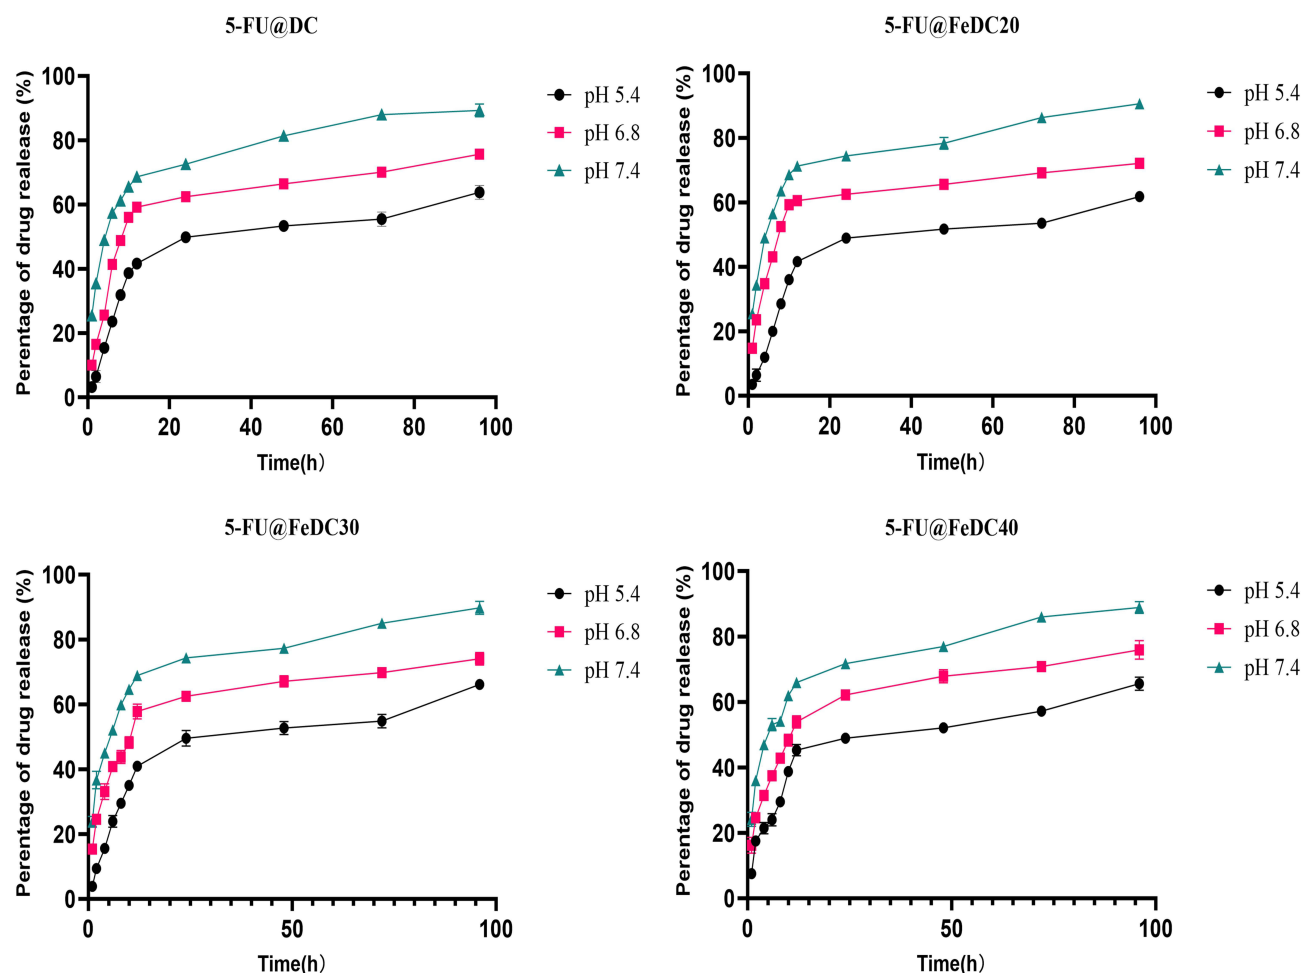 5-FU@DC
Perentage of drug realease (%)
100
80
60
40
20
0
0 20 40 60 80 100
Time(h)
pH 5.4
pH 6.8
pH 7.4
5-FU@FeDC20
Perentage of drug realease (%)
100
80
60
40
20
0
0 20 40 60 80 100
Time(h)
pH 5.4
pH 6.8
pH 7.4
5-FU@FeDC30
Perentage of drug realease (%)
100
80
60
40
20
0
0 50 100
Time(h)
pH 5.4
pH 6.8
pH 7.4
5-FU@FeDC40
Perentage of drug realease (%)
100
80
60
40
20
0
0 50 100
Time(h)
pH 5.4
pH 6.8
pH 7.4